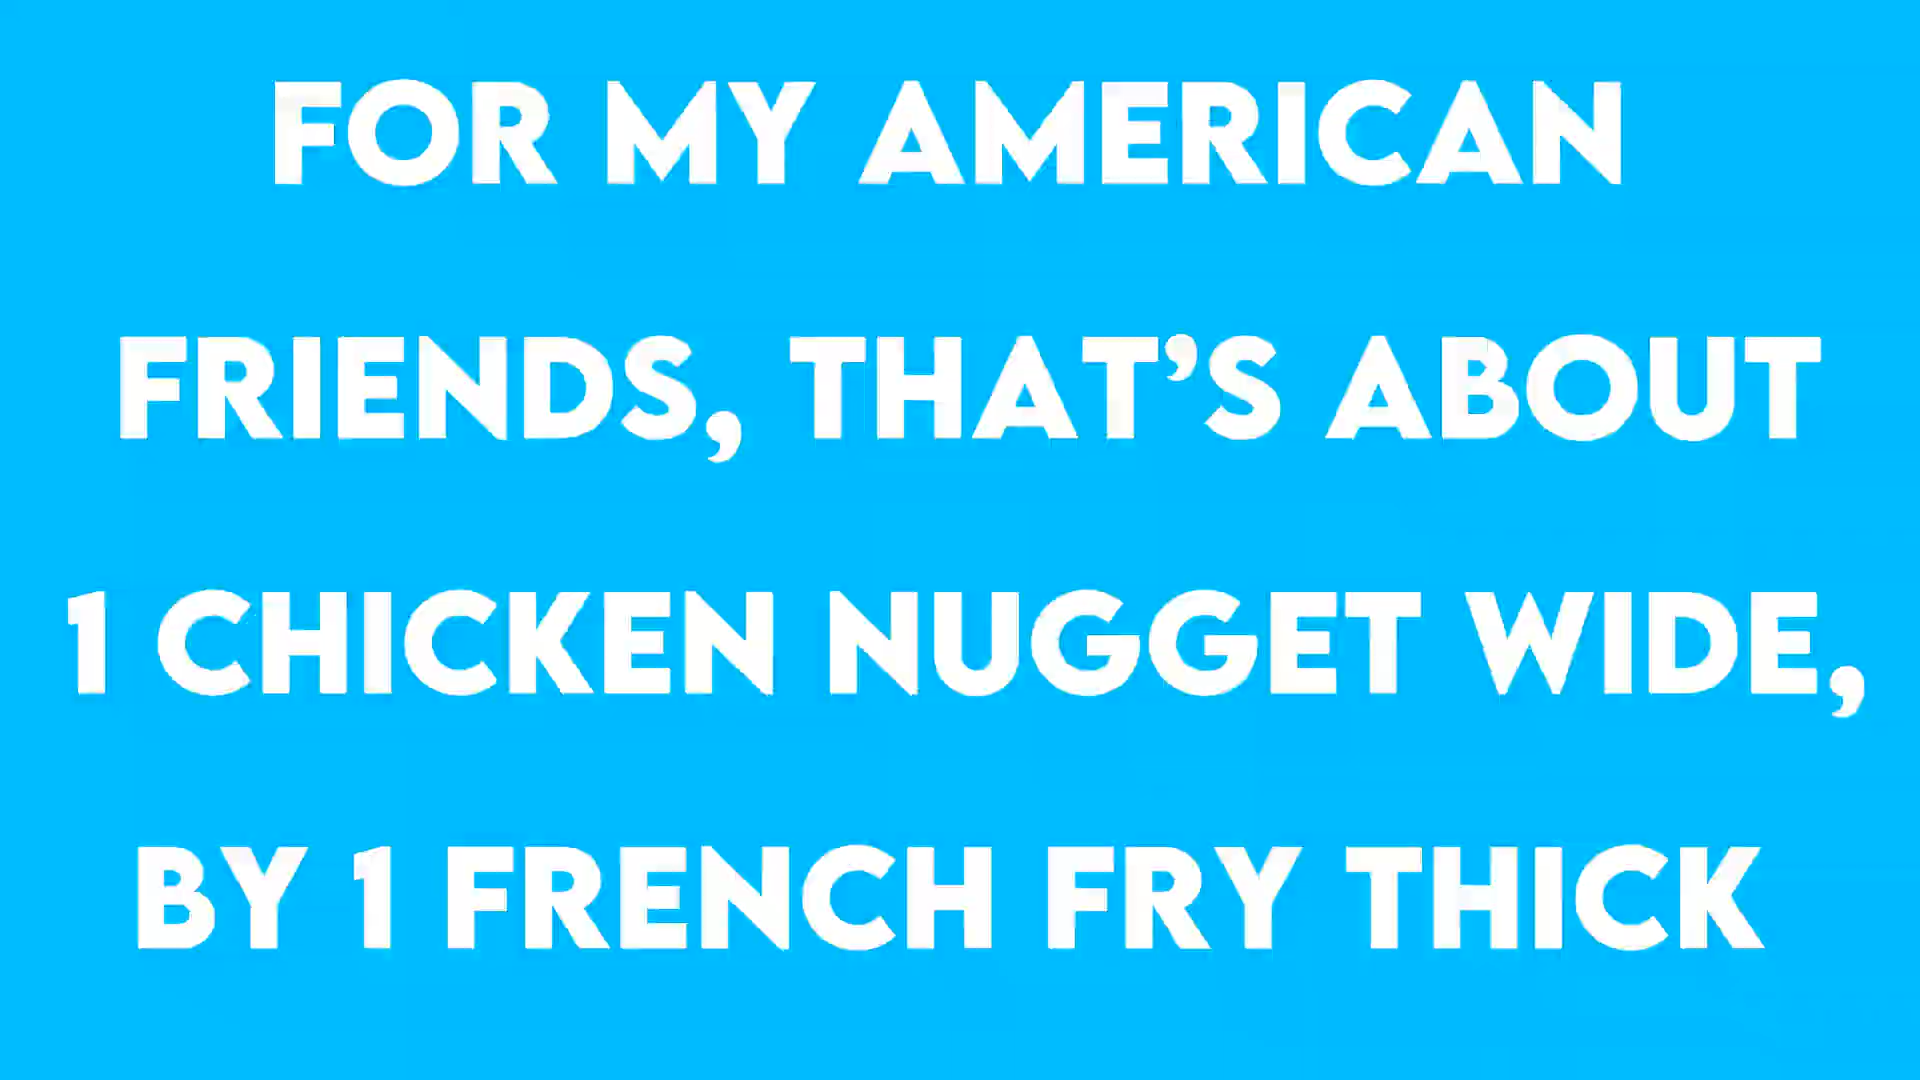 FOR MY AMERICAN
FRIENDS, THAT’S ABOUT
1 CHICKEN NUGGET WIDE,
BY 1 FRENCH FRY THICK